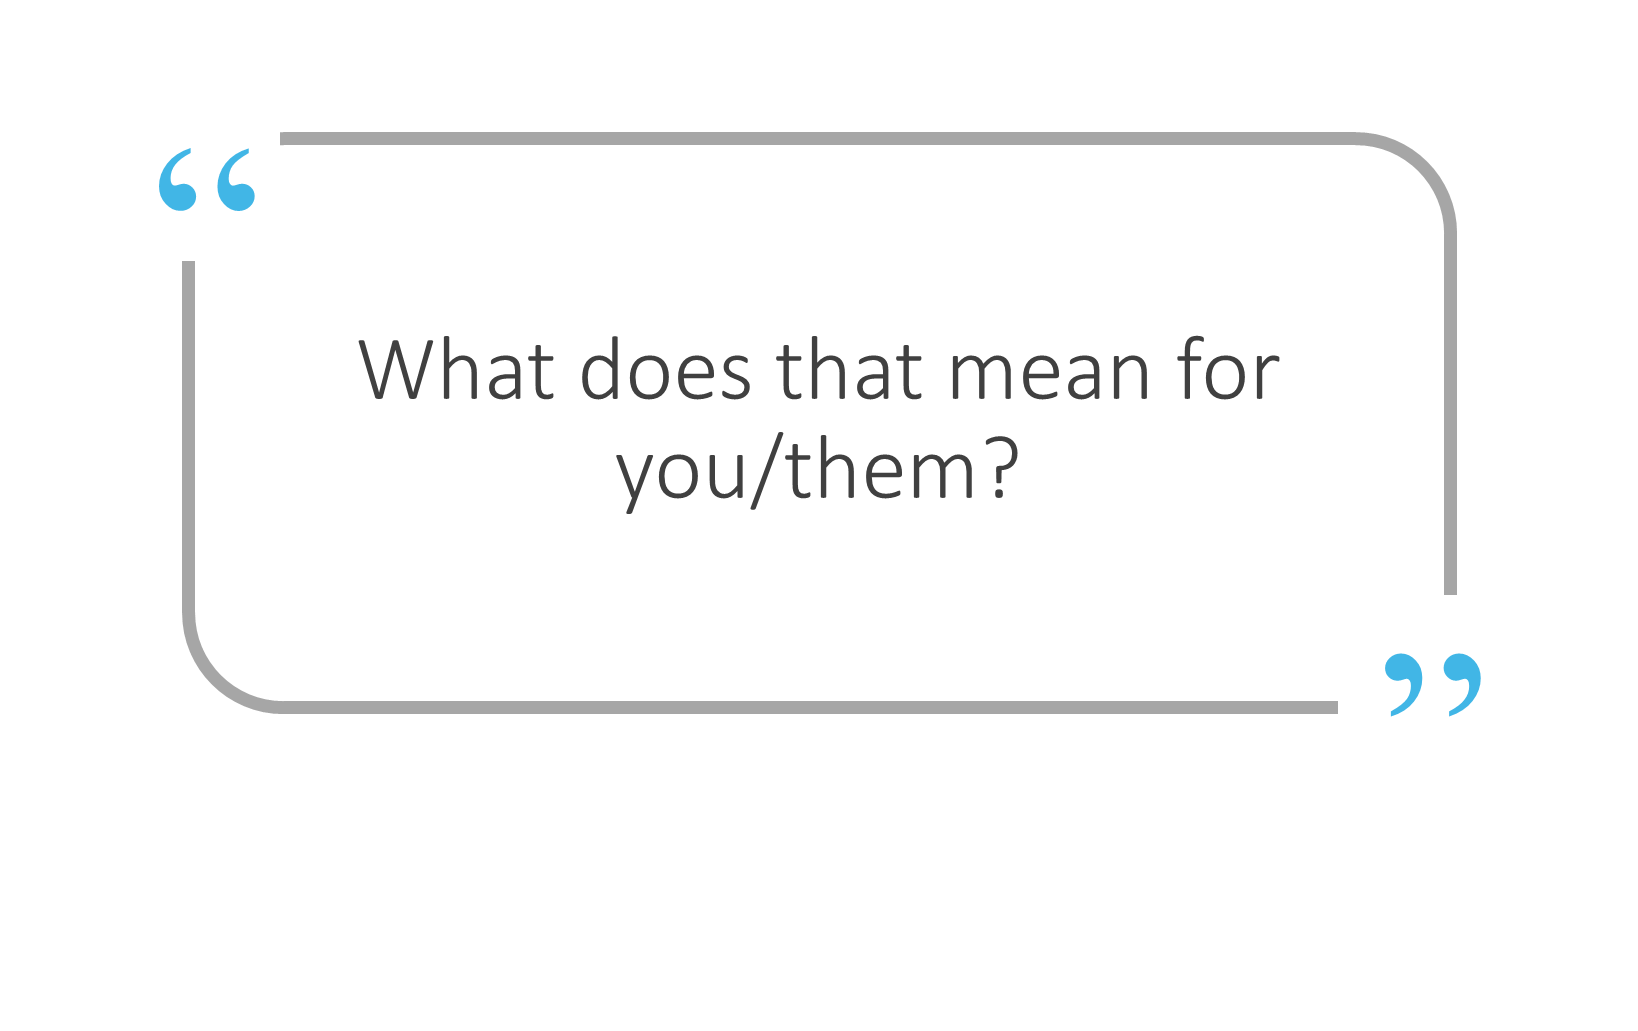 “
What does that mean for
you/them?
”